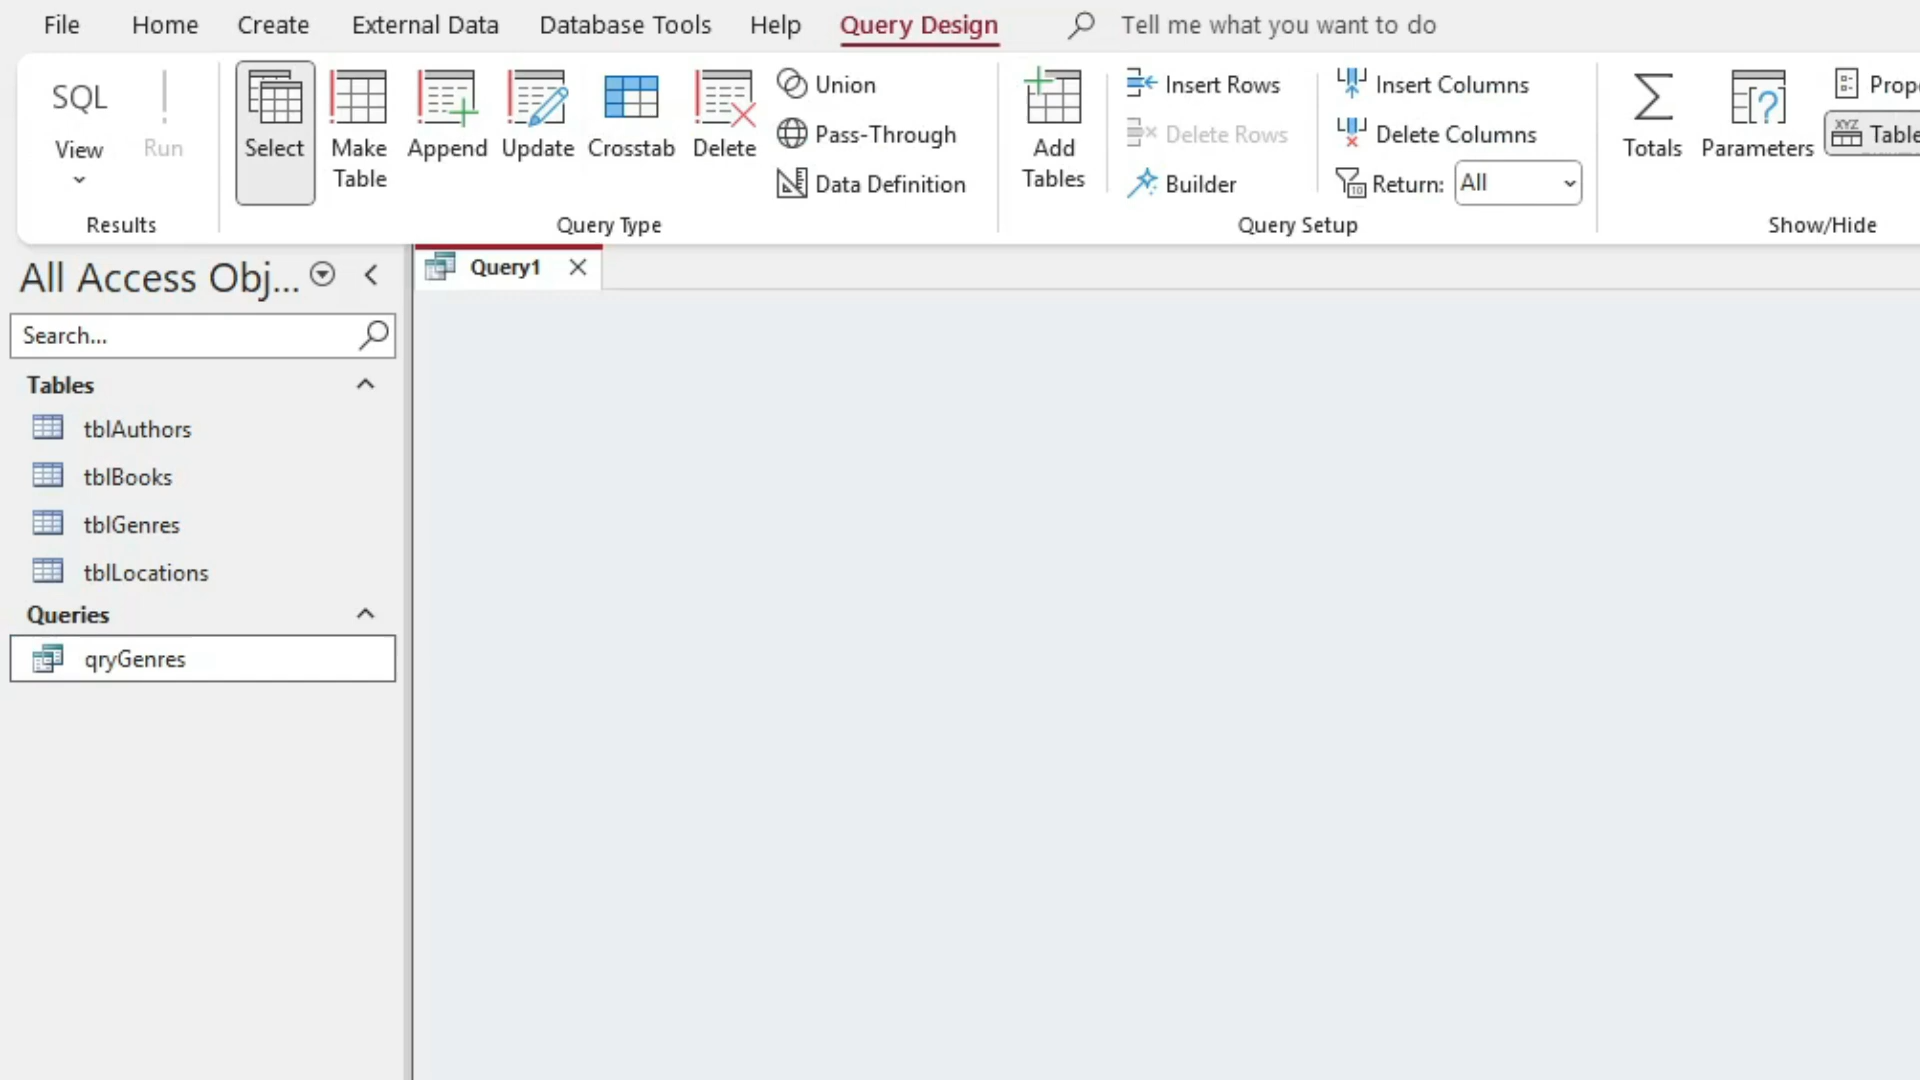 File Home Create External Data Database Tools Help Query Design Tell me what you want to do
SQL
View
Run
Select
Make
Table
Append
Update
Crosstab
Delete
Union
Pass-Through
Data Definition
Add
Tables
Insert Rows
Delete Rows
Builder
Insert Columns
Delete Columns
10 Return: All
Totals
Parameters
Prope
XYZ Table
Results
Query Type
Query Setup
Show/Hide
All Access Obj...
Search...
Tables
tblAuthors
tblBooks
tblGenres
tblLocations
Queries
qryGenres
Query1